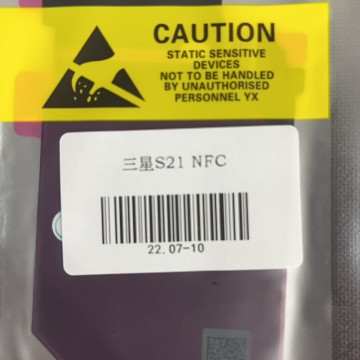 CAUTION
STATIC SENSITIVE
DEVICES
NOT TO BE HANDLED
BY UNAUTHORISED
PERSONNEL YX
三星S21 NFC
22.07-10